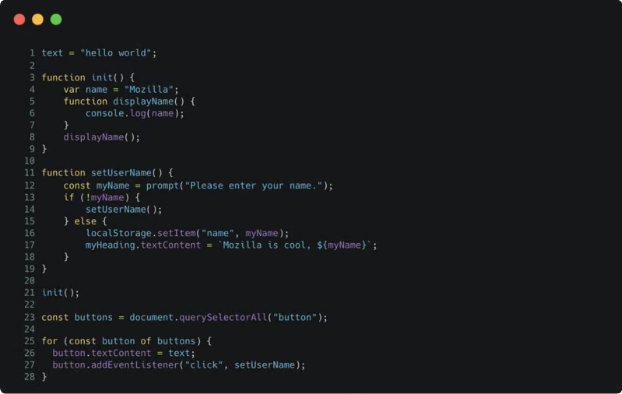 1 text = "hello world";
2
3 function init() {
4     var name = "Mozilla";
5     function displayName() {
6         console.log(name);
7     }
8     displayName();
9 }
10
11 function setUserName() {
12     const myName = prompt("Please enter your name.");
13     if (!myName) {
14         setUserName();
15     } else {
16         localStorage.setItem("name", myName);
17         myHeading.textContent = `Mozilla is cool, ${myName}`;
18     }
19 }
20
21 init();
22
23 const buttons = document.querySelectorAll("button");
24
25 for (const button of buttons) {
26   button.textContent = text;
27   button.addEventListener("click", setUserName);
28 }